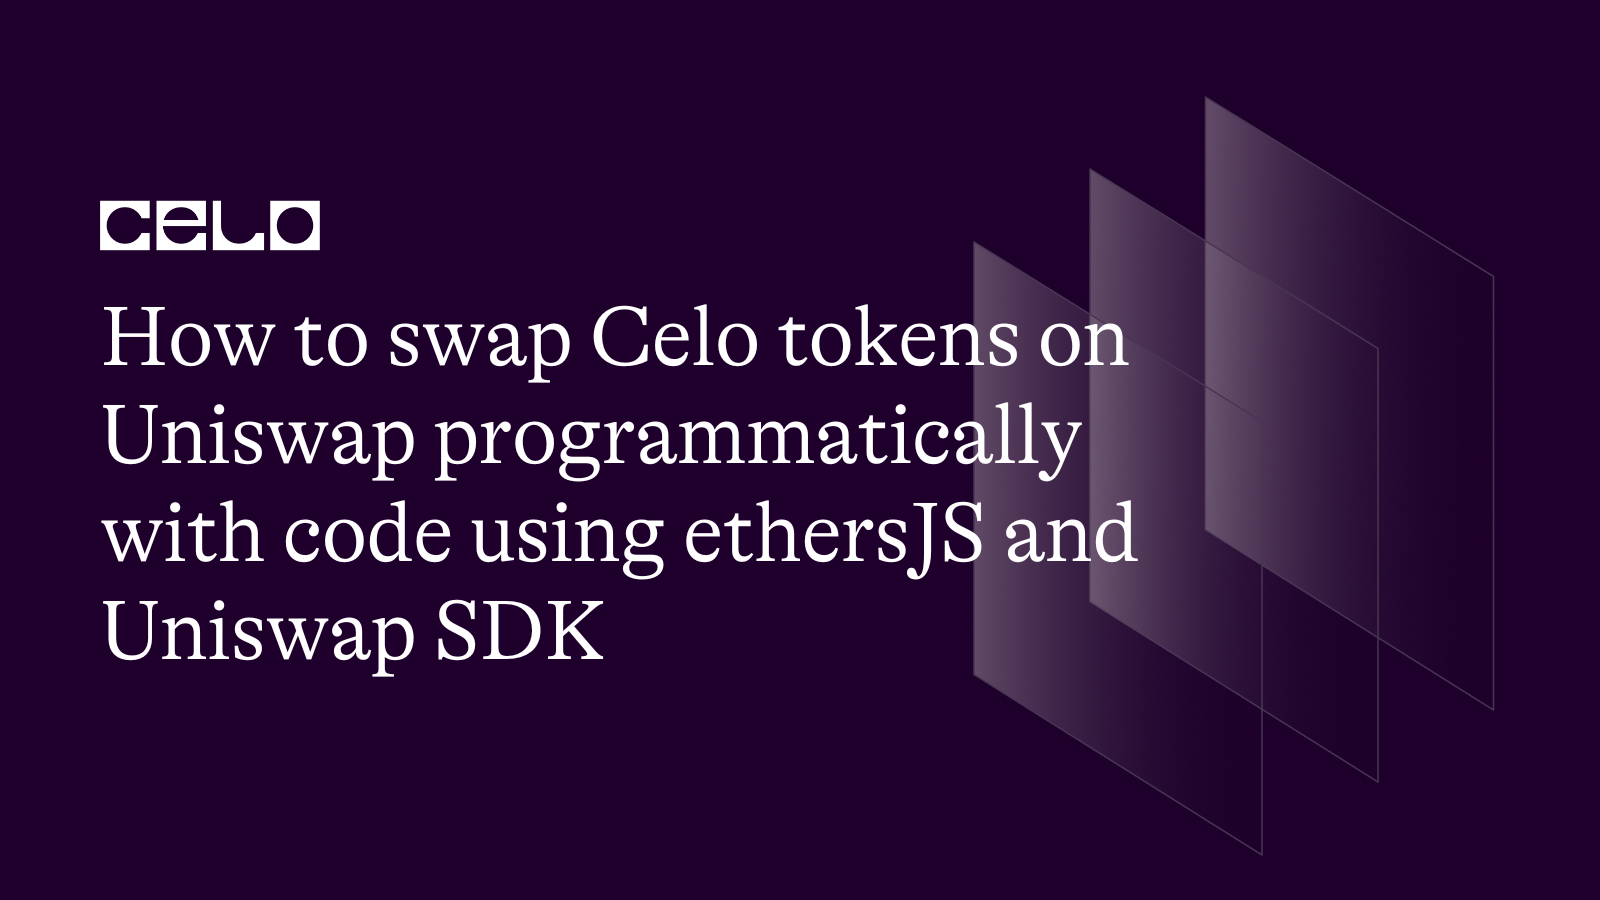 CELO
How to swap Celo tokens on
Uniswap programmatically
with code using ethersJS and
Uniswap SDK